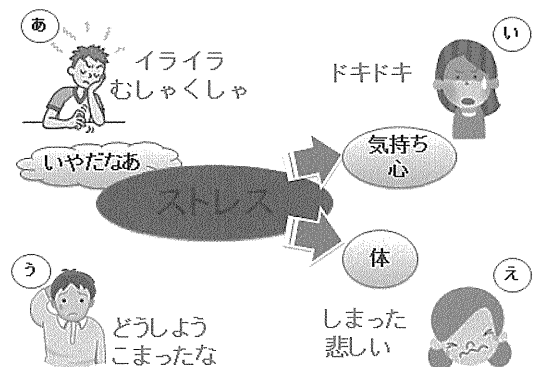 あ
イライラ
むしゃくしゃ
い
ドキドキ
いやだなあ
ストレス
気持ち
心
体
う
どうしよう
こまったな
え
しまった
悲しい